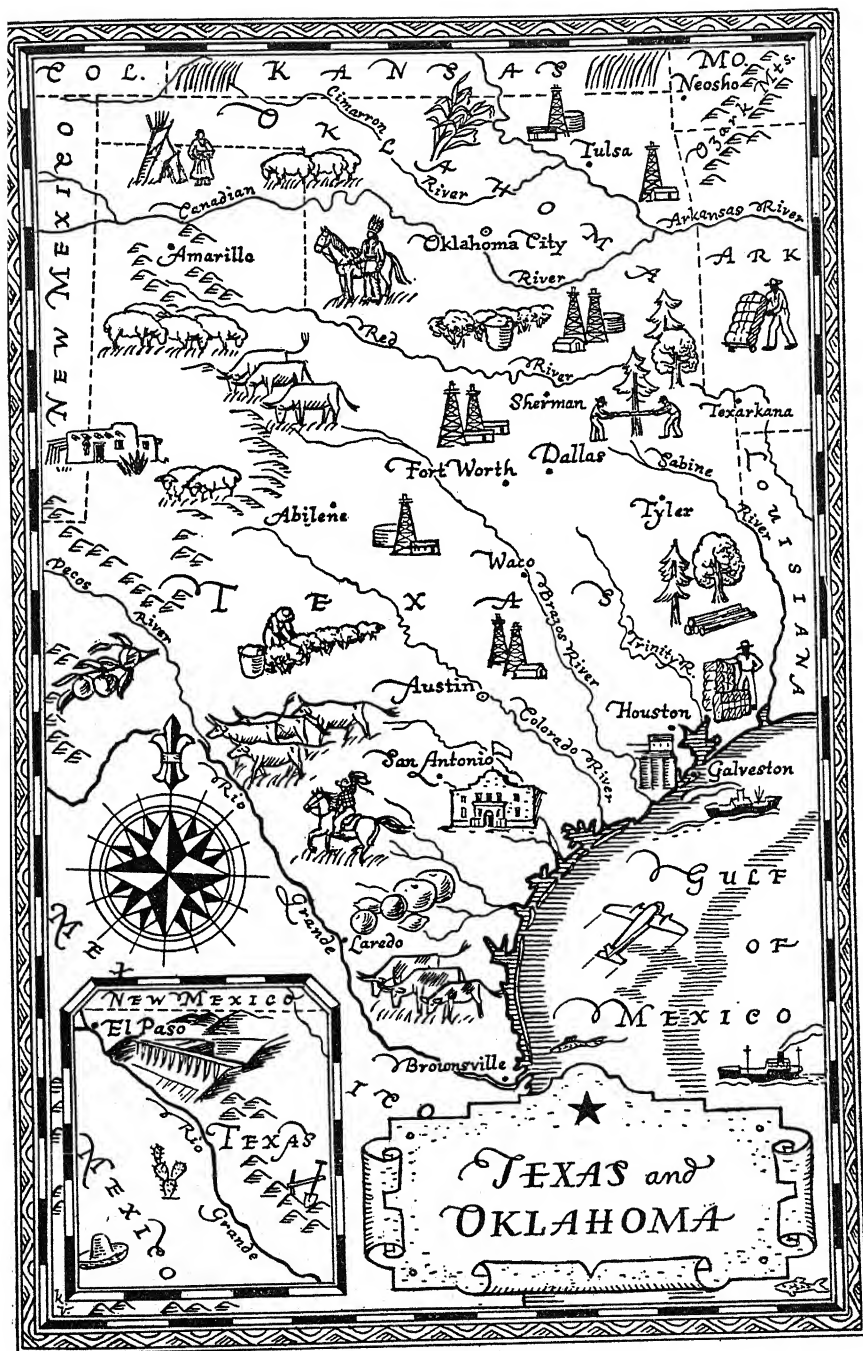 COL.
KANSAS
MO.
Neosho
Ozark Mts.
NEW MEXICO
OKLAHOMA
Cimarron
River
Tulsa
Canadian
River
Arkansas River
Amarillo
Oklahoma City
ARK
Red
River
Sherman
Texarkana
Fort Worth
Dallas
Sabine
River
LOUISIANA
Abilene
Tyler
Pecos
River
Waco
TEXAS
Brazos River
Trinity R.
Austin
Colorado River
Houston
San Antonio
Galveston
Rio
Grande
GULF
OF
MEXICO
Laredo
MEXICO
Brownsville
NEW MEXICO
El Paso
Rio
Grande
TEXAS
MEXICO
TEXAS and
OKLAHOMA